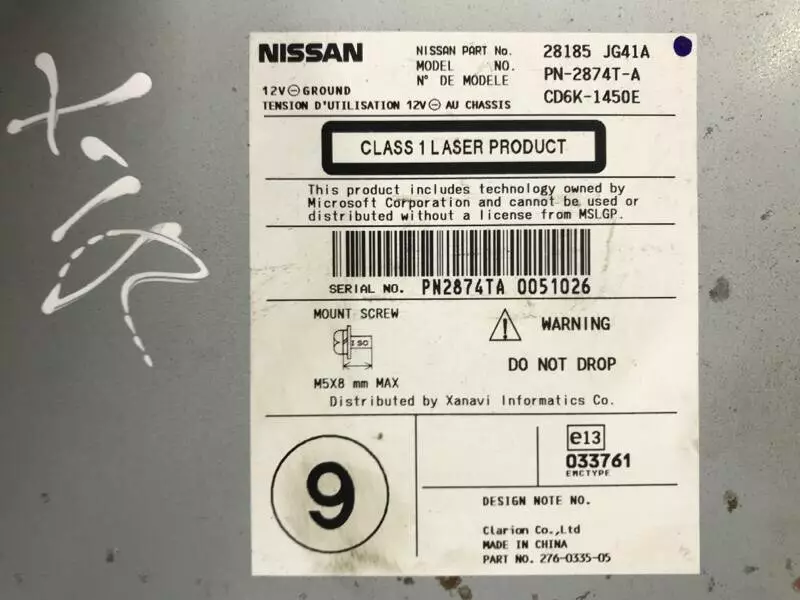 NISSAN
NISSAN PART No. 28185 JG41A
MODEL NO. PN-2874T-A
N° DE MODELE CD6K-1450E
12V⊖GROUND
TENSION D'UTILISATION 12V⊖ AU CHASSIS
CLASS 1 LASER PRODUCT
This product includes technology owned by
Microsoft Corporation and cannot be used or
distributed without a license from MSLGP.
SERIAL NO. PN2874TA 0051026
MOUNT SCREW
ISO
M5X8 mm MAX
WARNING
DO NOT DROP
Distributed by Xanavi Informatics Co.
9
e13
033761
EMCTYPE
DESIGN NOTE NO.
Clarion Co.,Ltd
MADE IN CHINA
PART NO. 276-0335-05